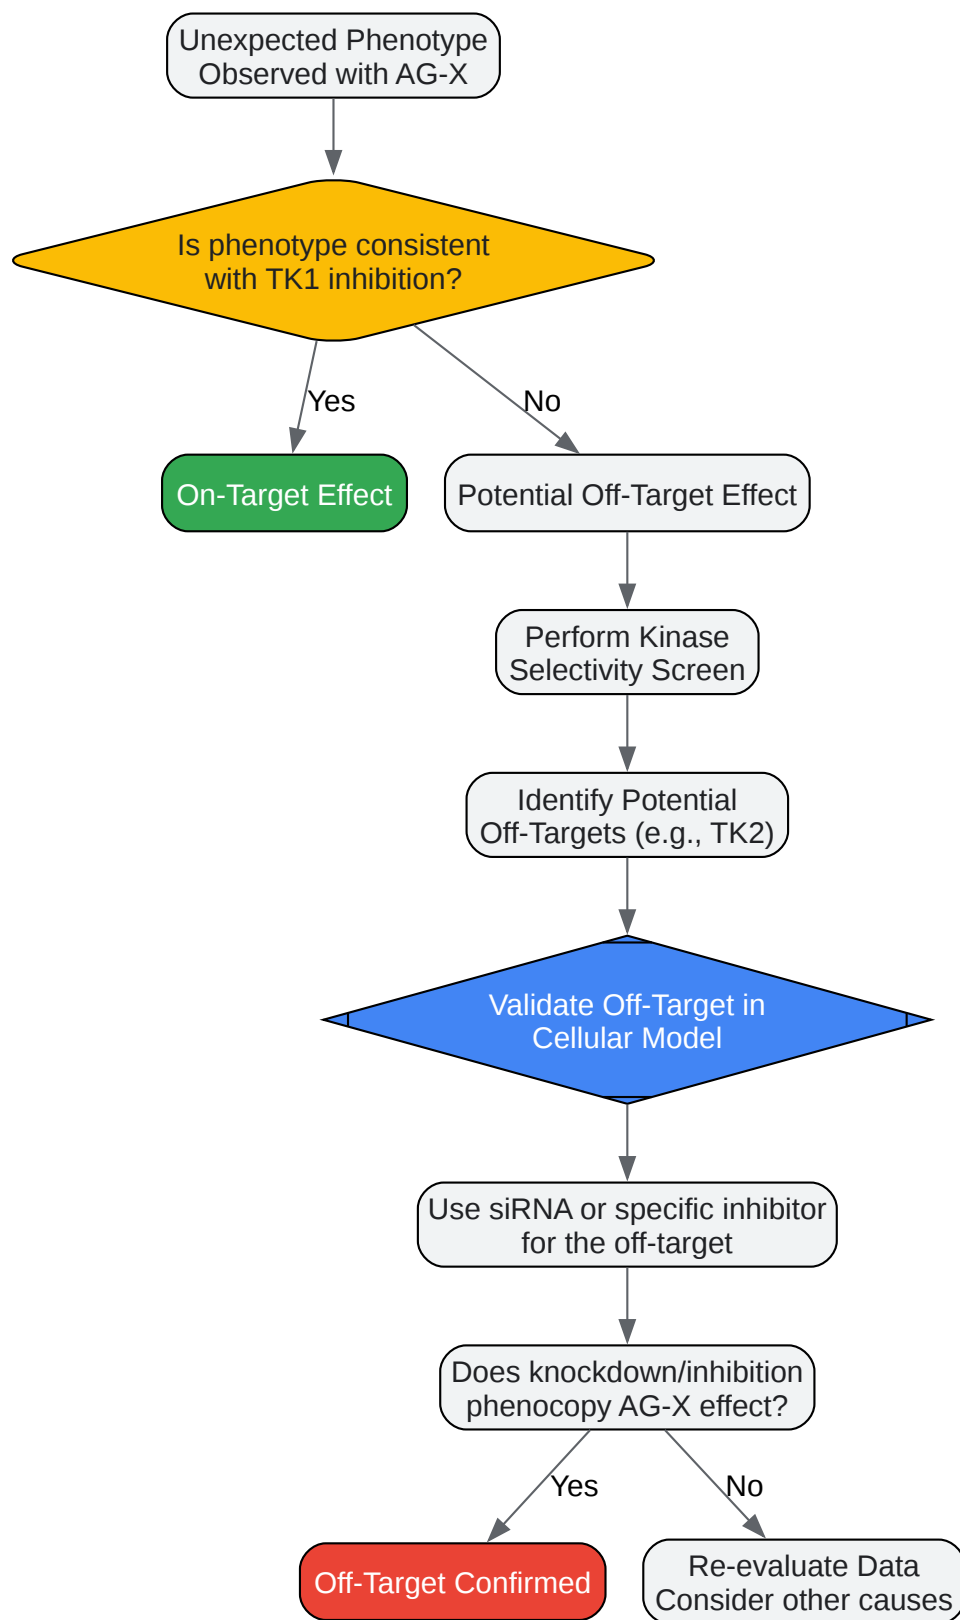 Unexpected Phenotype
Observed with AG-X
Is phenotype consistent
with TK1 inhibition?
Yes
No
On-Target Effect
Potential Off-Target Effect
Perform Kinase
Selectivity Screen
Identify Potential
Off-Targets (e.g., TK2)
Validate Off-Target in
Cellular Model
Use siRNA or specific inhibitor
for the off-target
Does knockdown/inhibition
phenocopy AG-X effect?
Yes
No
Off-Target Confirmed
Re-evaluate Data
Consider other causes